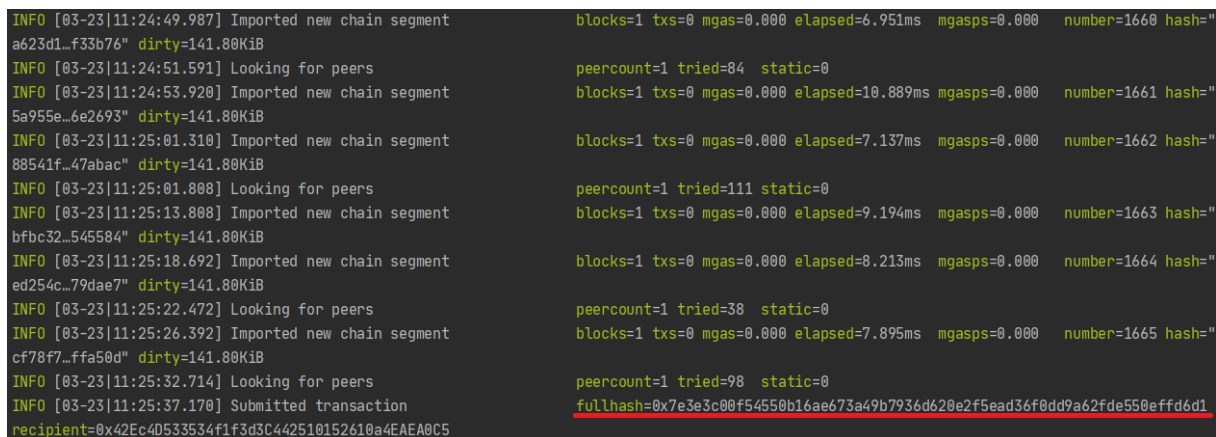 INFO [03-23|11:24:49.987] Imported new chain segment blocks=1 txs=0 mgas=0.000 elapsed=6.951ms mgasps=0.000 number=1660 hash="
a623d1…f33b76" dirty=141.80KiB
INFO [03-23|11:24:51.591] Looking for peers peercount=1 tried=84 static=0
INFO [03-23|11:24:53.920] Imported new chain segment blocks=1 txs=0 mgas=0.000 elapsed=10.889ms mgasps=0.000 number=1661 hash="
5a955e…6e2693" dirty=141.80KiB
INFO [03-23|11:25:01.310] Imported new chain segment blocks=1 txs=0 mgas=0.000 elapsed=7.137ms mgasps=0.000 number=1662 hash="
88541f…47abac" dirty=141.80KiB
INFO [03-23|11:25:01.808] Looking for peers peercount=1 tried=111 static=0
INFO [03-23|11:25:13.808] Imported new chain segment blocks=1 txs=0 mgas=0.000 elapsed=9.194ms mgasps=0.000 number=1663 hash="
bfbc32…545584" dirty=141.80KiB
INFO [03-23|11:25:18.692] Imported new chain segment blocks=1 txs=0 mgas=0.000 elapsed=8.213ms mgasps=0.000 number=1664 hash="
ed254c…79dae7" dirty=141.80KiB
INFO [03-23|11:25:22.472] Looking for peers peercount=1 tried=38 static=0
INFO [03-23|11:25:26.392] Imported new chain segment blocks=1 txs=0 mgas=0.000 elapsed=7.895ms mgasps=0.000 number=1665 hash="
cf78f7…ffa50d" dirty=141.80KiB
INFO [03-23|11:25:32.714] Looking for peers peercount=1 tried=98 static=0
INFO [03-23|11:25:37.170] Submitted transaction fullhash=0x7e3e3c00f54550b16ae673a49b7936d620e2f5ead36f0dd9a62fde550effd6d1
recipient=0x42Ec4D533534f1f3d3C442510152610a4EAEA0C5